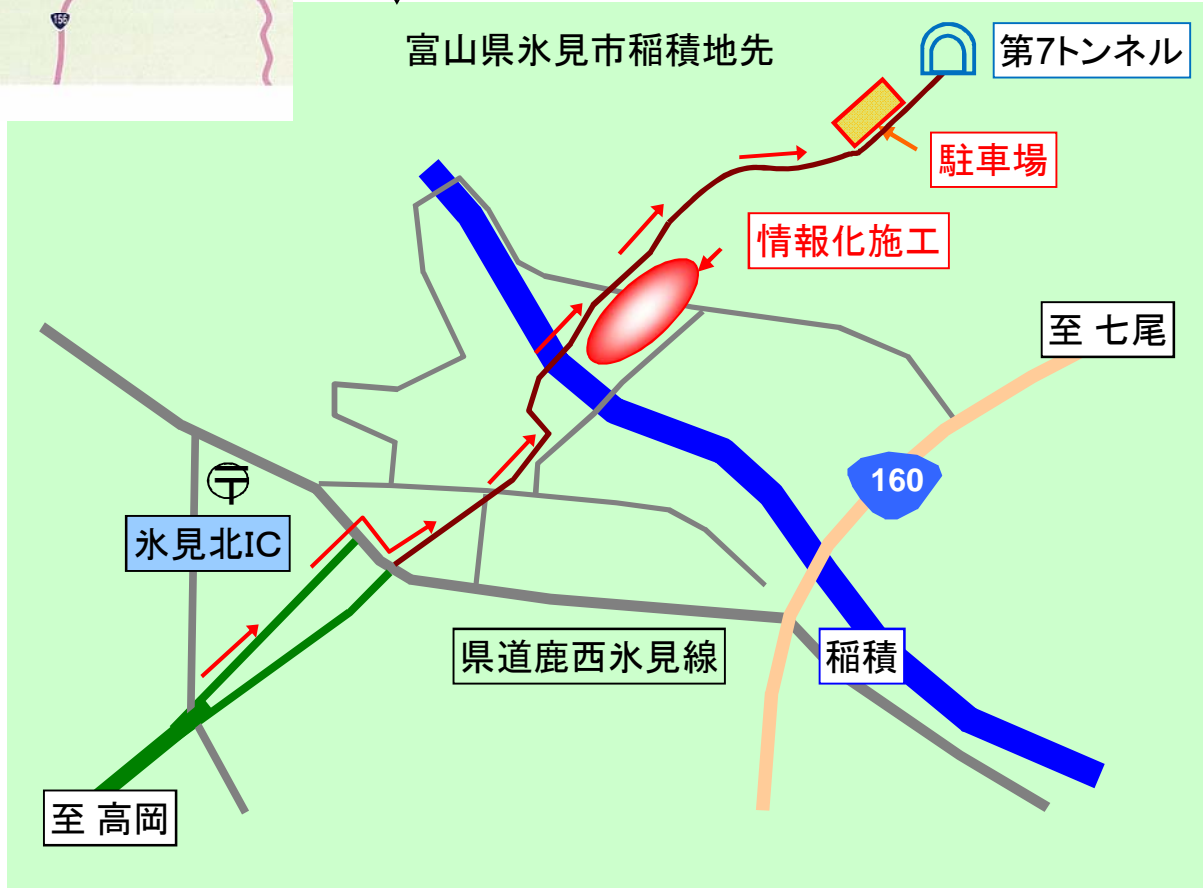 156
富山県氷見市稲積地先
第7トンネル
駐車場
情報化施工
至 七尾
160
氷見北IC
県道鹿西氷見線
稲積
至 高岡